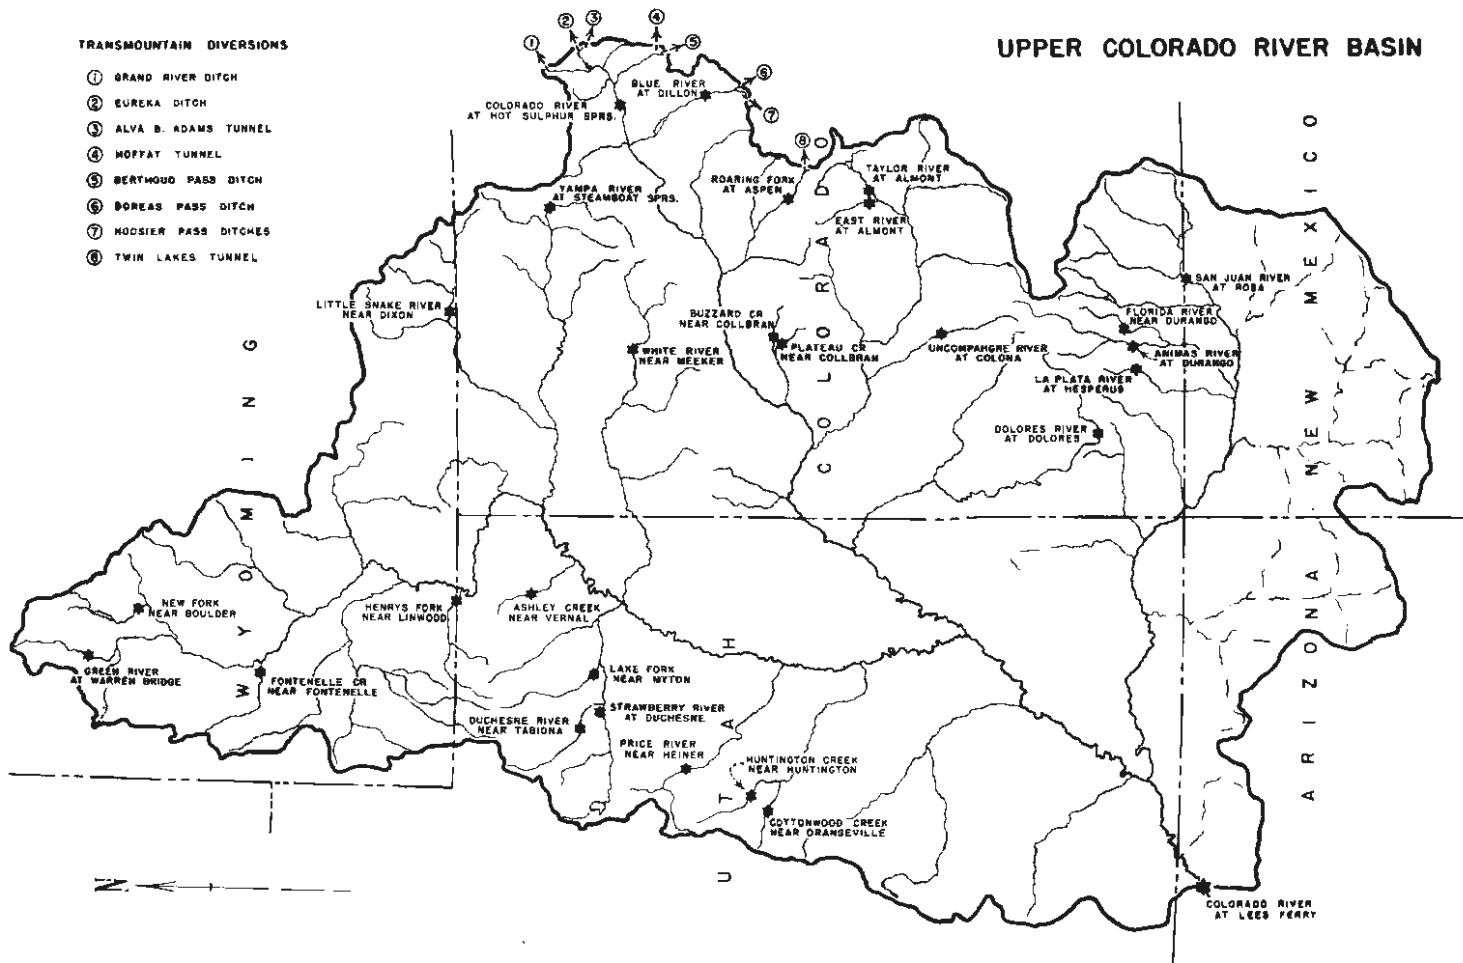 UPPER COLORADO RIVER BASIN
TRANSMOUNTAIN DIVERSIONS
① GRAND RIVER DITCH
② EUREKA DITCH
③ ALVA B. ADAMS TUNNEL
④ MOFFAT TUNNEL
⑤ BERTHOUD PASS DITCH
⑥ BOREAS PASS DITCH
⑦ HOOSIER PASS DITCHES
⑧ TWIN LAKES TUNNEL
①
②
③
④
⑤
⑥
⑦
⑧
COLORADO RIVER
AT HOT SULPHUR SPRS.
BLUE RIVER
AT DILLON
YAMPA RIVER
AT STEAMBOAT SPRS.
ROARING FORK
AT ASPEN
TAYLOR RIVER
AT ALMONT
EAST RIVER
AT ALMONT
SAN JUAN RIVER
AT ROSA
LITTLE SNAKE RIVER
NEAR DIXON
BUZZARD CR
NEAR COLLBRAN
PLATEAU CR
NEAR COLLBRAN
WHITE RIVER
NEAR MEEKER
UNCOMPAHGRE RIVER
AT COLONA
FLORIDA RIVER
NEAR DURANGO
ANIMAS RIVER
AT DURANGO
LA PLATA RIVER
AT HESPERUS
DOLORES RIVER
AT DOLORES
NEW FORK
NEAR BOULDER
GREEN RIVER
AT WARREN BRIDGE
FONTENELLE CR
NEAR FONTENELLE
HENRYS FORK
NEAR LINWOOD
ASHLEY CREEK
NEAR VERNAL
LAKE FORK
NEAR MYTON
STRAWBERRY RIVER
AT DUCHESNE
DUCHESNE RIVER
NEAR TABIONA
PRICE RIVER
NEAR HEINER
HUNTINGTON CREEK
NEAR HUNTINGTON
COTTONWOOD CREEK
NEAR ORANGEVILLE
COLORADO RIVER
AT LEES FERRY
WYOMING
COLORADO
UTAH
ARIZONA
NEW MEXICO
N